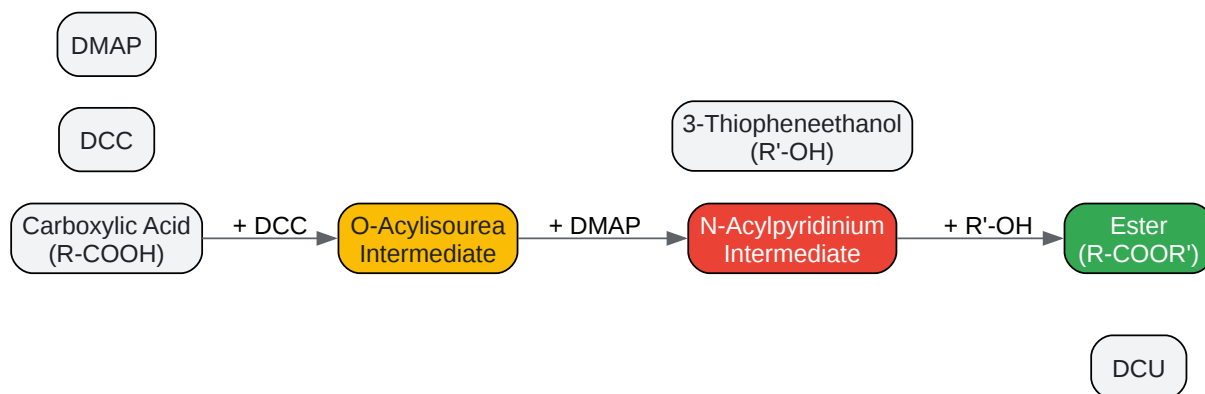 DMAP
DCC
3-Thiopheneethanol
(R'-OH)
Carboxylic Acid
(R-COOH)
+ DCC
O-Acylisourea
Intermediate
+ DMAP
N-Acylpyridinium
Intermediate
+ R'-OH
Ester
(R-COOR')
DCU